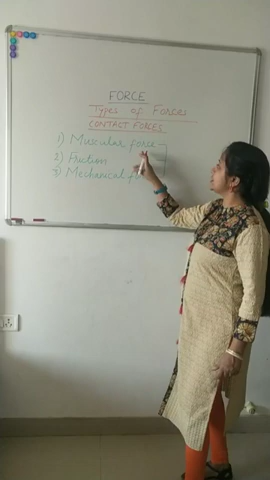 FORCE
Types of Forces
CONTACT FORCES
1) Muscular force
2) Friction
3) Mechanical